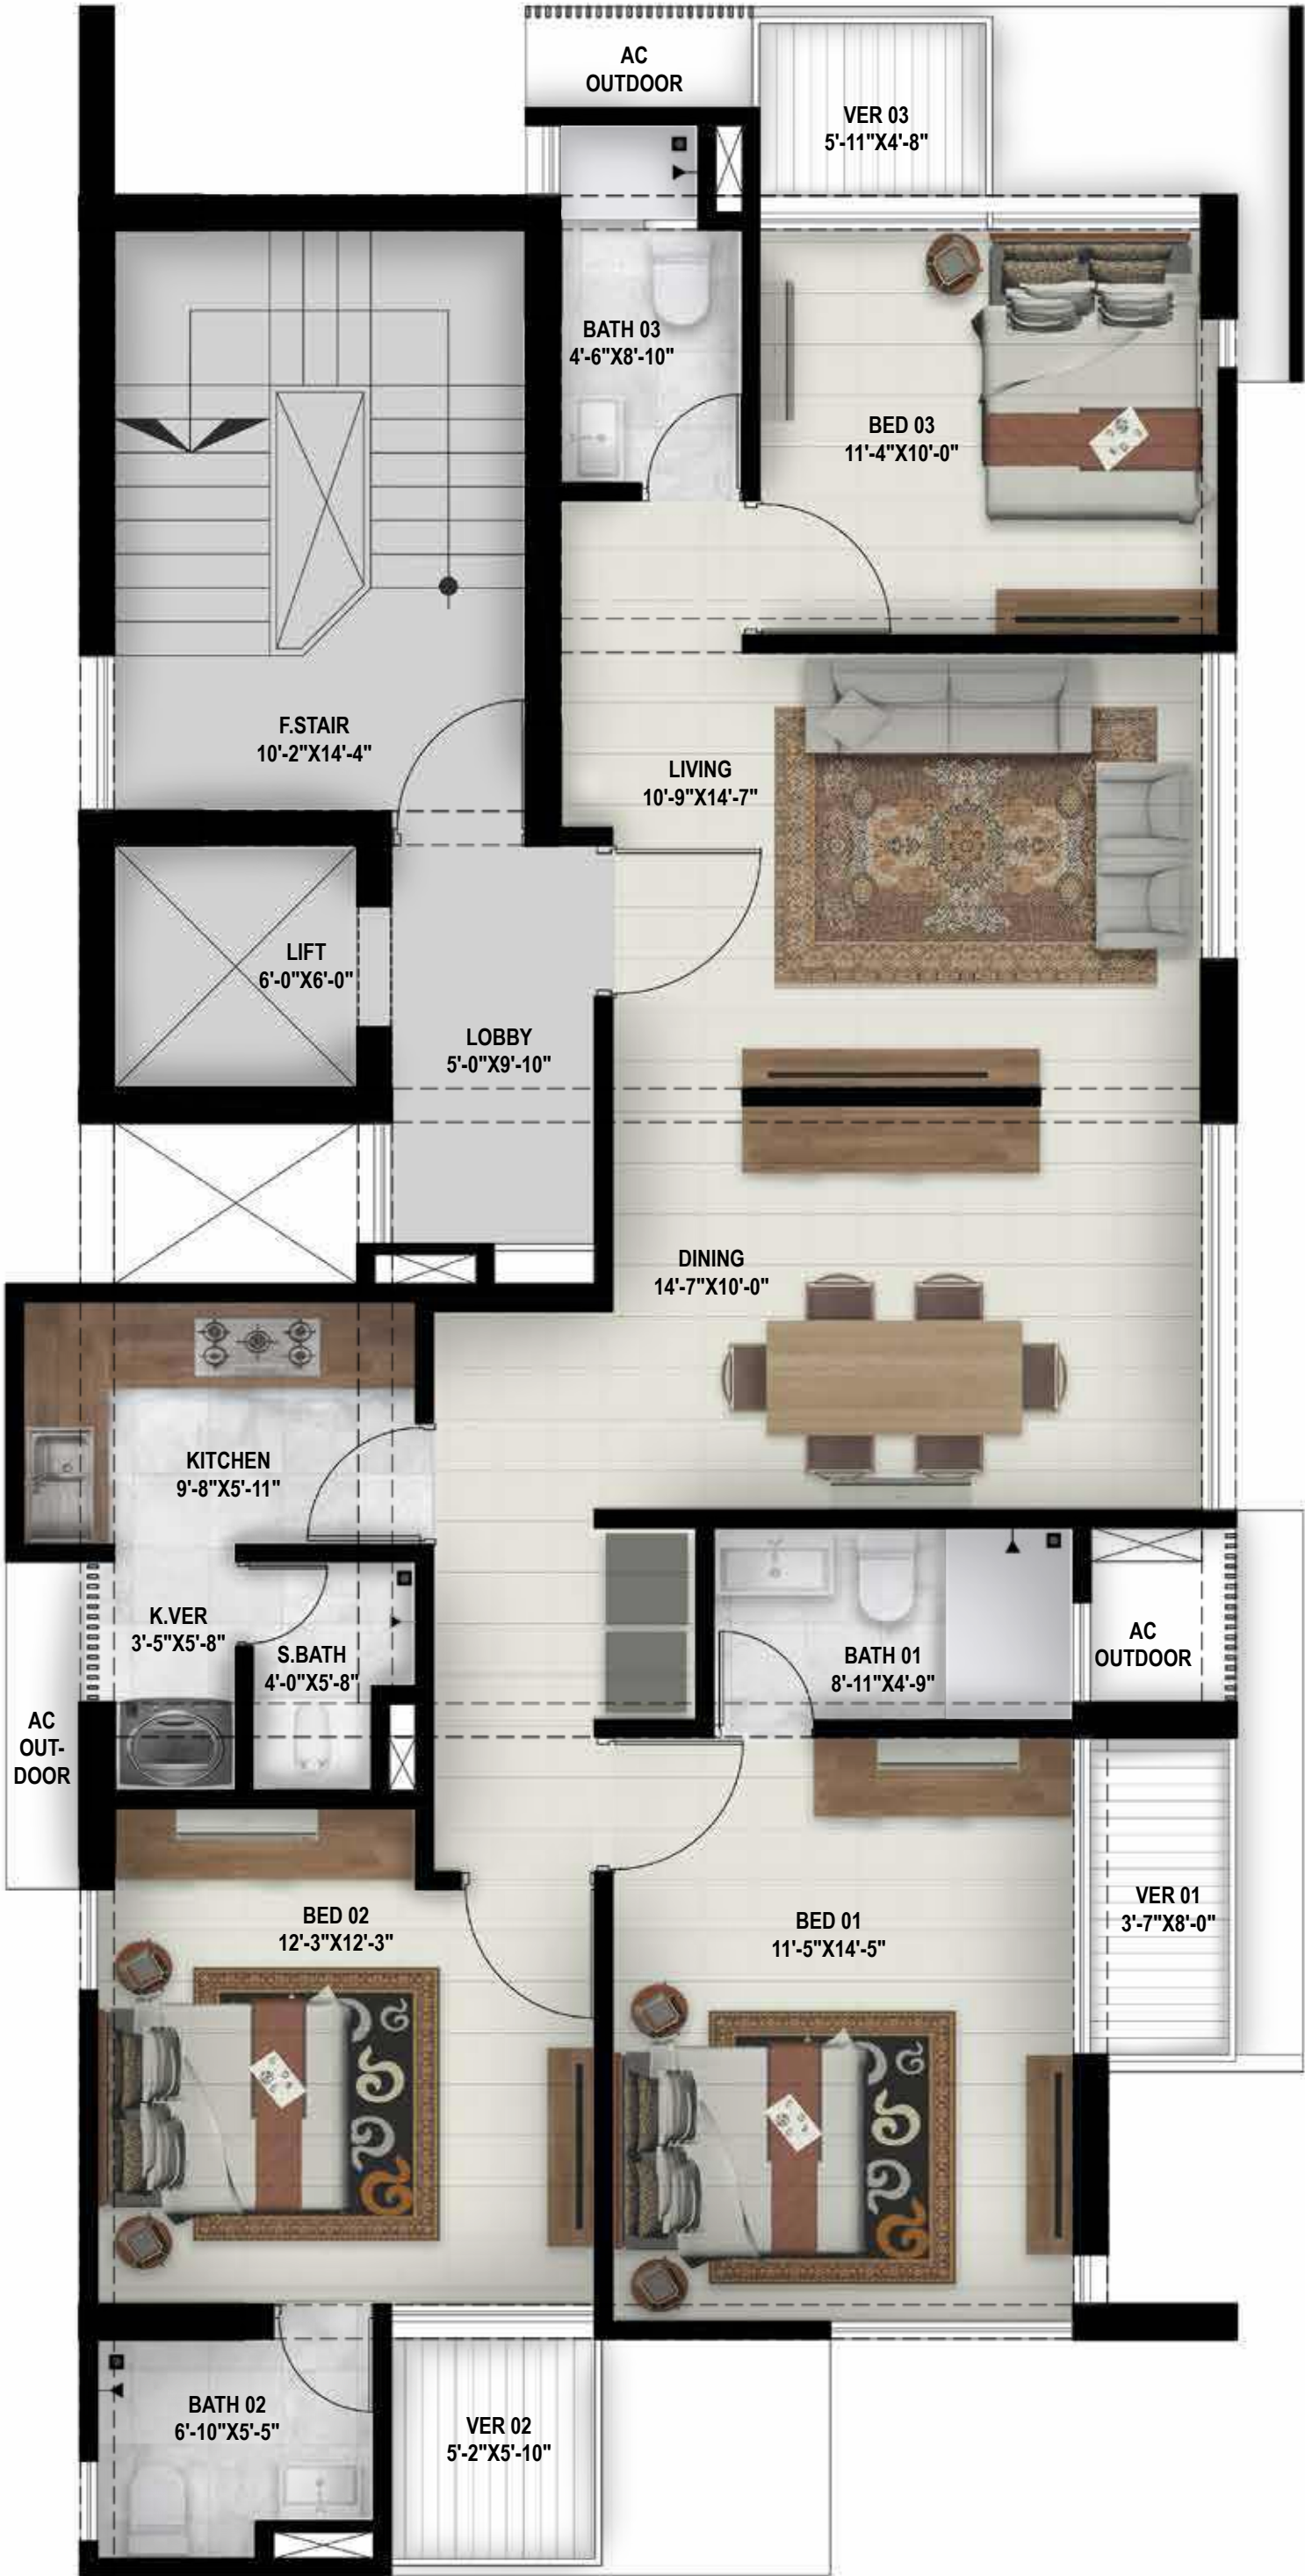 AC
OUTDOOR
VER 03
5'-11"X4'-8"
BATH 03
4'-6"X8'-10"
BED 03
11'-4"X10'-0"
F.STAIR
10'-2"X14'-4"
LIVING
10'-9"X14'-7"
LIFT
6'-0"X6'-0"
LOBBY
5'-0"X9'-10"
DINING
14'-7"X10'-0"
KITCHEN
9'-8"X5'-11"
K.VER
3'-5"X5'-8"
S.BATH
4'-0"X5'-8"
BATH 01
8'-11"X4'-9"
AC
OUTDOOR
AC
OUT-
DOOR
BED 02
12'-3"X12'-3"
BED 01
11'-5"X14'-5"
VER 01
3'-7"X8'-0"
BATH 02
6'-10"X5'-5"
VER 02
5'-2"X5'-10"